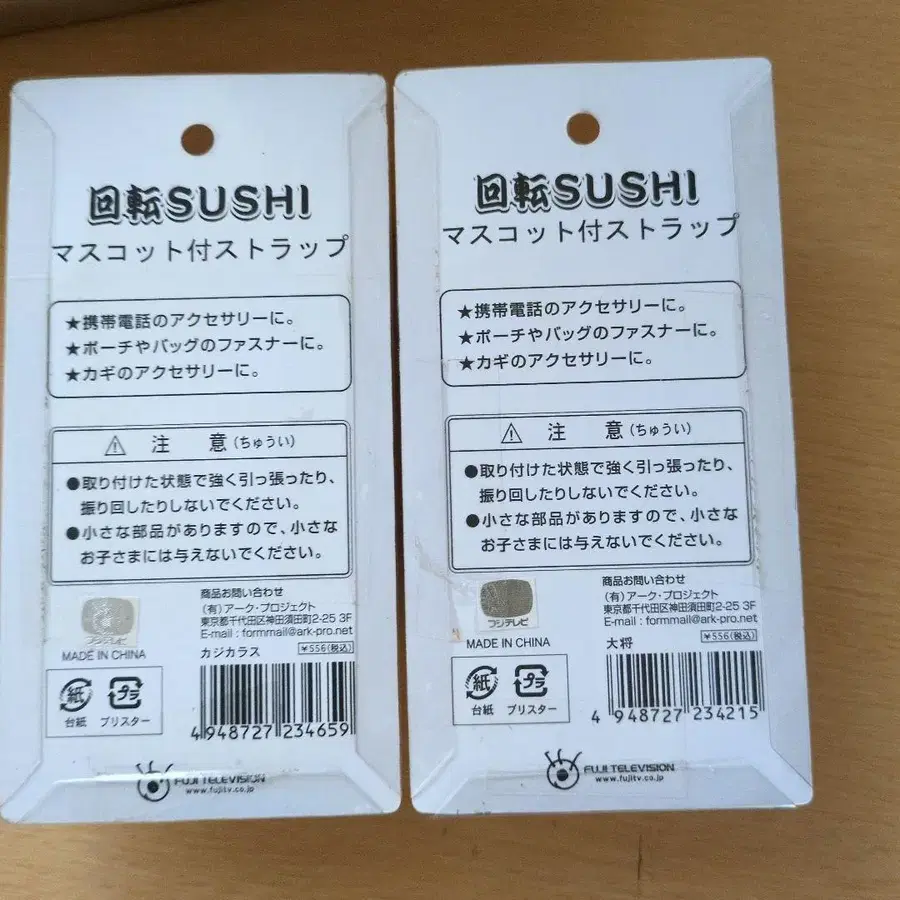 回転SUSHI
マスコット付ストラップ
★携帯電話のアクセサリーに。
★ポーチやバッグのファスナーに。
★カギのアクセサリーに。
⚠ 注 意(ちゅうい)
●取り付けた状態で強く引っ張ったり、
振り回したりしないでください。
●小さな部品がありますので、小さな
お子さまには与えないでください。
フジテレビ
MADE IN CHINA
商品お問い合わせ
(有)アーク・プロジェクト
東京都千代田区神田須田町2-25 3F
E-mail : formmail@ark-pro.net
カジカラス
¥556(税込)
紙
台紙
プラ
ブリスター
4 948727 234659
FUJI TELEVISION
www.fujitv.co.jp
回転SUSHI
マスコット付ストラップ
★携帯電話のアクセサリーに。
★ポーチやバッグのファスナーに。
★カギのアクセサリーに。
⚠ 注 意(ちゅうい)
●取り付けた状態で強く引っ張ったり、
振り回したりしないでください。
●小さな部品がありますので、小さな
お子さまには与えないでください。
フジテレビ
MADE IN CHINA
商品お問い合わせ
(有)アーク・プロジェクト
東京都千代田区神田須田町2-25 3F
E-mail : formmail@ark-pro.net
大将
¥556(税込)
紙
台紙
プラ
ブリスター
4 948727 234215
FUJI TELEVISION
www.fujitv.co.jp